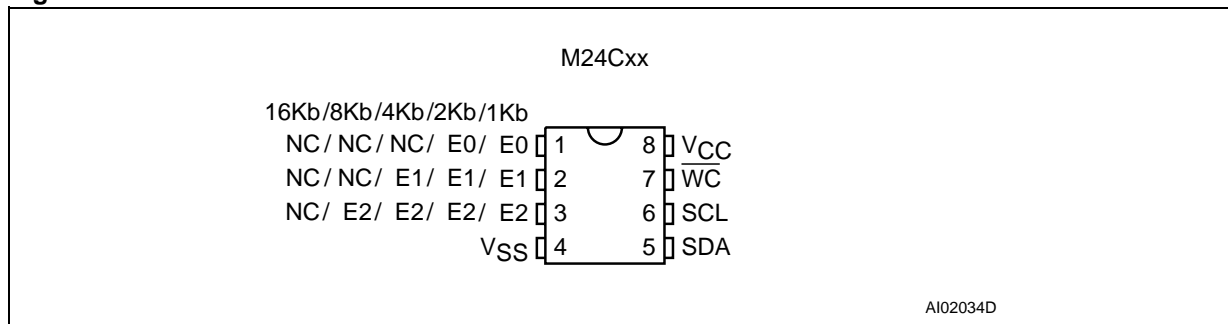 M24Cxx
16Kb/8Kb/4Kb/2Kb/1Kb
NC/ NC/ NC/ E0/ E0 1 8 VCC
NC/ NC/ E1/ E1/ E1 2 7 W̅C̅
NC/ E2/ E2/ E2/ E2 3 6 SCL
VSS 4 5 SDA
AI02034D